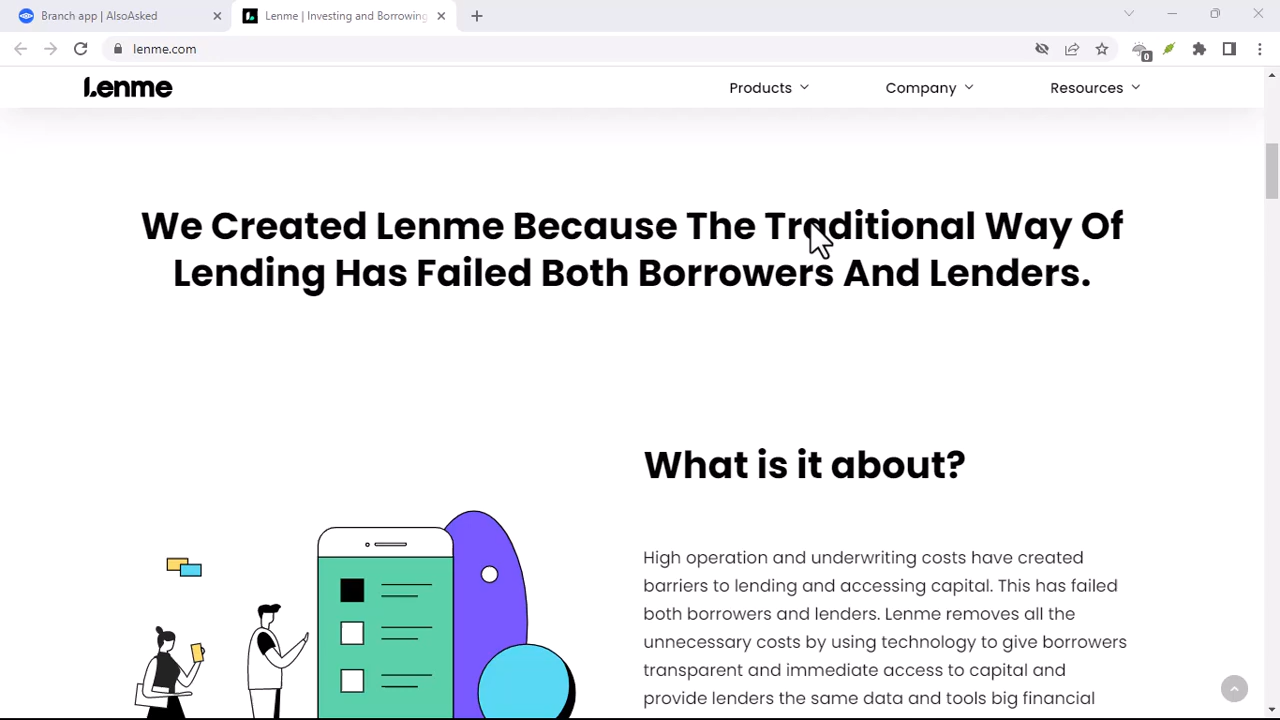 Branch app | AlsoAsked
Lenme | Investing and Borrowing
lenme.com
0
Lenme
Products
Company
Resources
We Created Lenme Because The Traditional Way Of
Lending Has Failed Both Borrowers And Lenders.
What is it about?
High operation and underwriting costs have created
barriers to lending and accessing capital. This has failed
both borrowers and lenders. Lenme removes all the
unnecessary costs by using technology to give borrowers
transparent and immediate access to capital and
provide lenders the same data and tools big financial